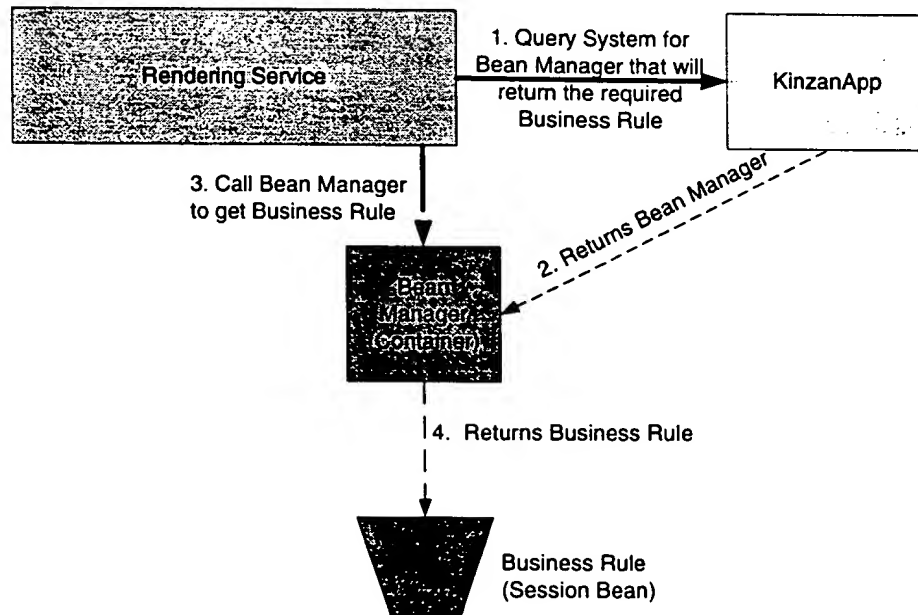 1. Query System for
Bean Manager that will
return the required
Business Rule
Rendering Service
KinzanApp
3. Call Bean Manager
to get Business Rule
2. Returns Bean Manager
Bean
Manager
Container)
4. Returns Business Rule
Business Rule
(Session Bean)